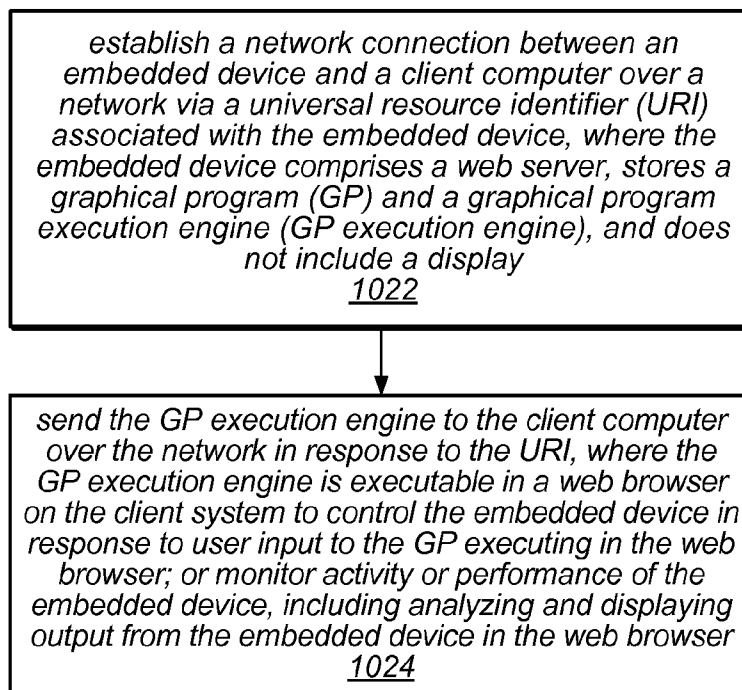 establish a network connection between an
embedded device and a client computer over a
network via a universal resource identifier (URI)
associated with the embedded device, where the
embedded device comprises a web server, stores a
graphical program (GP) and a graphical program
execution engine (GP execution engine), and does
not include a display
1022
send the GP execution engine to the client computer
over the network in response to the URI, where the
GP execution engine is executable in a web browser
on the client system to control the embedded device in
response to user input to the GP executing in the web
browser; or monitor activity or performance of the
embedded device, including analyzing and displaying
output from the embedded device in the web browser
1024